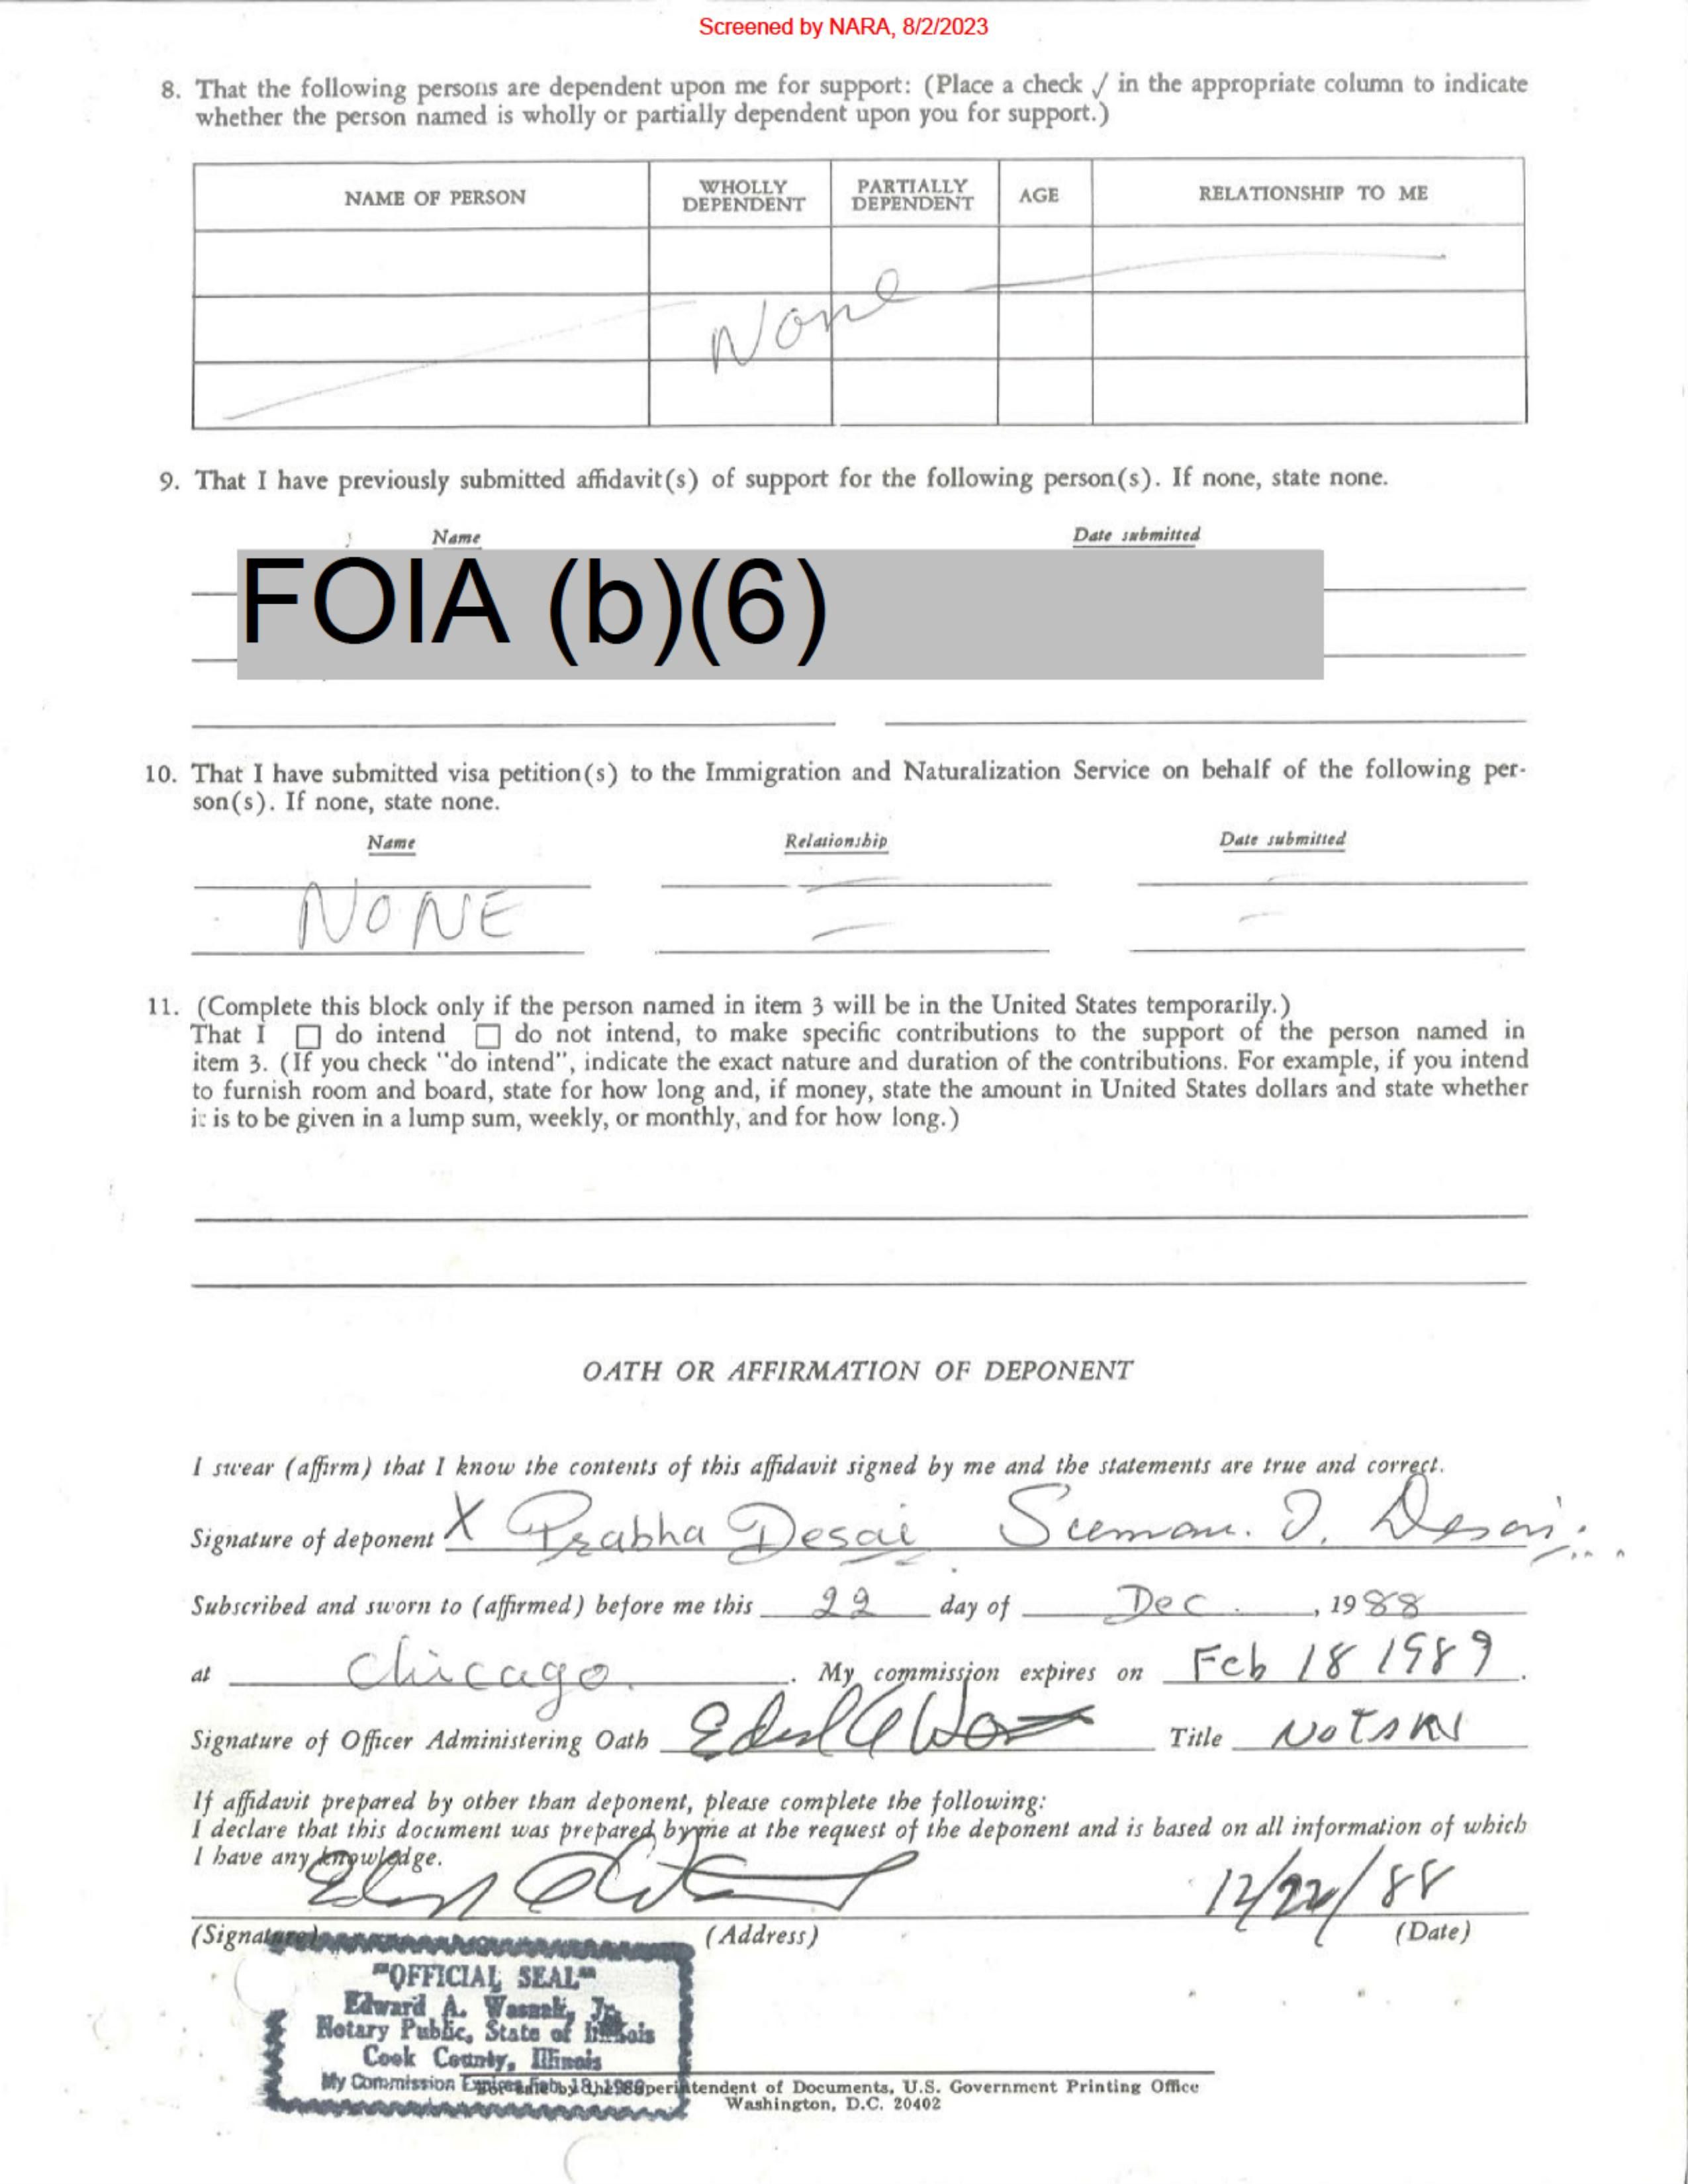 Screened by NARA, 8/2/2023
8. That the following persons are dependent upon me for support: (Place a check √ in the appropriate column to indicate
whether the person named is wholly or partially dependent upon you for support.)
NAME OF PERSON WHOLLY DEPENDENT PARTIALLY DEPENDENT AGE RELATIONSHIP TO ME
None
9. That I have previously submitted affidavit(s) of support for the following person(s). If none, state none.
Name Date submitted
FOIA (b)(6)
10. That I have submitted visa petition(s) to the Immigration and Naturalization Service on behalf of the following per-
son(s). If none, state none.
Name Relationship Date submitted
NONE
11. (Complete this block only if the person named in item 3 will be in the United States temporarily.)
That I ☐ do intend ☐ do not intend, to make specific contributions to the support of the person named in
item 3. (If you check "do intend", indicate the exact nature and duration of the contributions. For example, if you intend
to furnish room and board, state for how long and, if money, state the amount in United States dollars and state whether
it is to be given in a lump sum, weekly, or monthly, and for how long.)
OATH OR AFFIRMATION OF DEPONENT
I swear (affirm) that I know the contents of this affidavit signed by me and the statements are true and correct.
Signature of deponent X Prabha Desai Desai
Subscribed and sworn to (affirmed) before me this 22 day of Dec. , 1988
at Chicago. My commission expires on Feb 18 1989 .
Signature of Officer Administering Oath Title NOTARY
If affidavit prepared by other than deponent, please complete the following:
I declare that this document was prepared by me at the request of the deponent and is based on all information of which
I have any knowledge.
12/22/88
(Signature) (Address) (Date)
"OFFICIAL SEAL"
Edward A. Jr.
Notary Public, State of Illinois
Cook County, Illinois
My Commission Expires Feb. 18, 1989
Superintendent of Documents, U.S. Government Printing Office
Washington, D.C. 20402